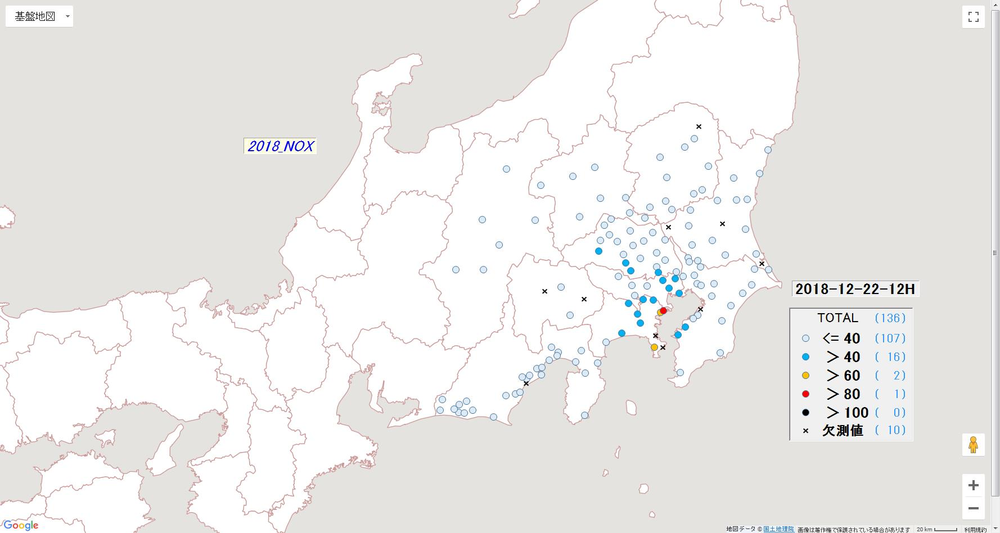 基盤地図
2018_NOX
2018-12-22-12H
TOTAL (136)
<= 40 (107)
> 40 ( 16)
> 60 ( 2)
> 80 ( 1)
> 100 ( 0)
欠測値 ( 10)
Google
地図データ © 国土地理院 画像は著作権で保護されている場合があります 20 km 利用規約